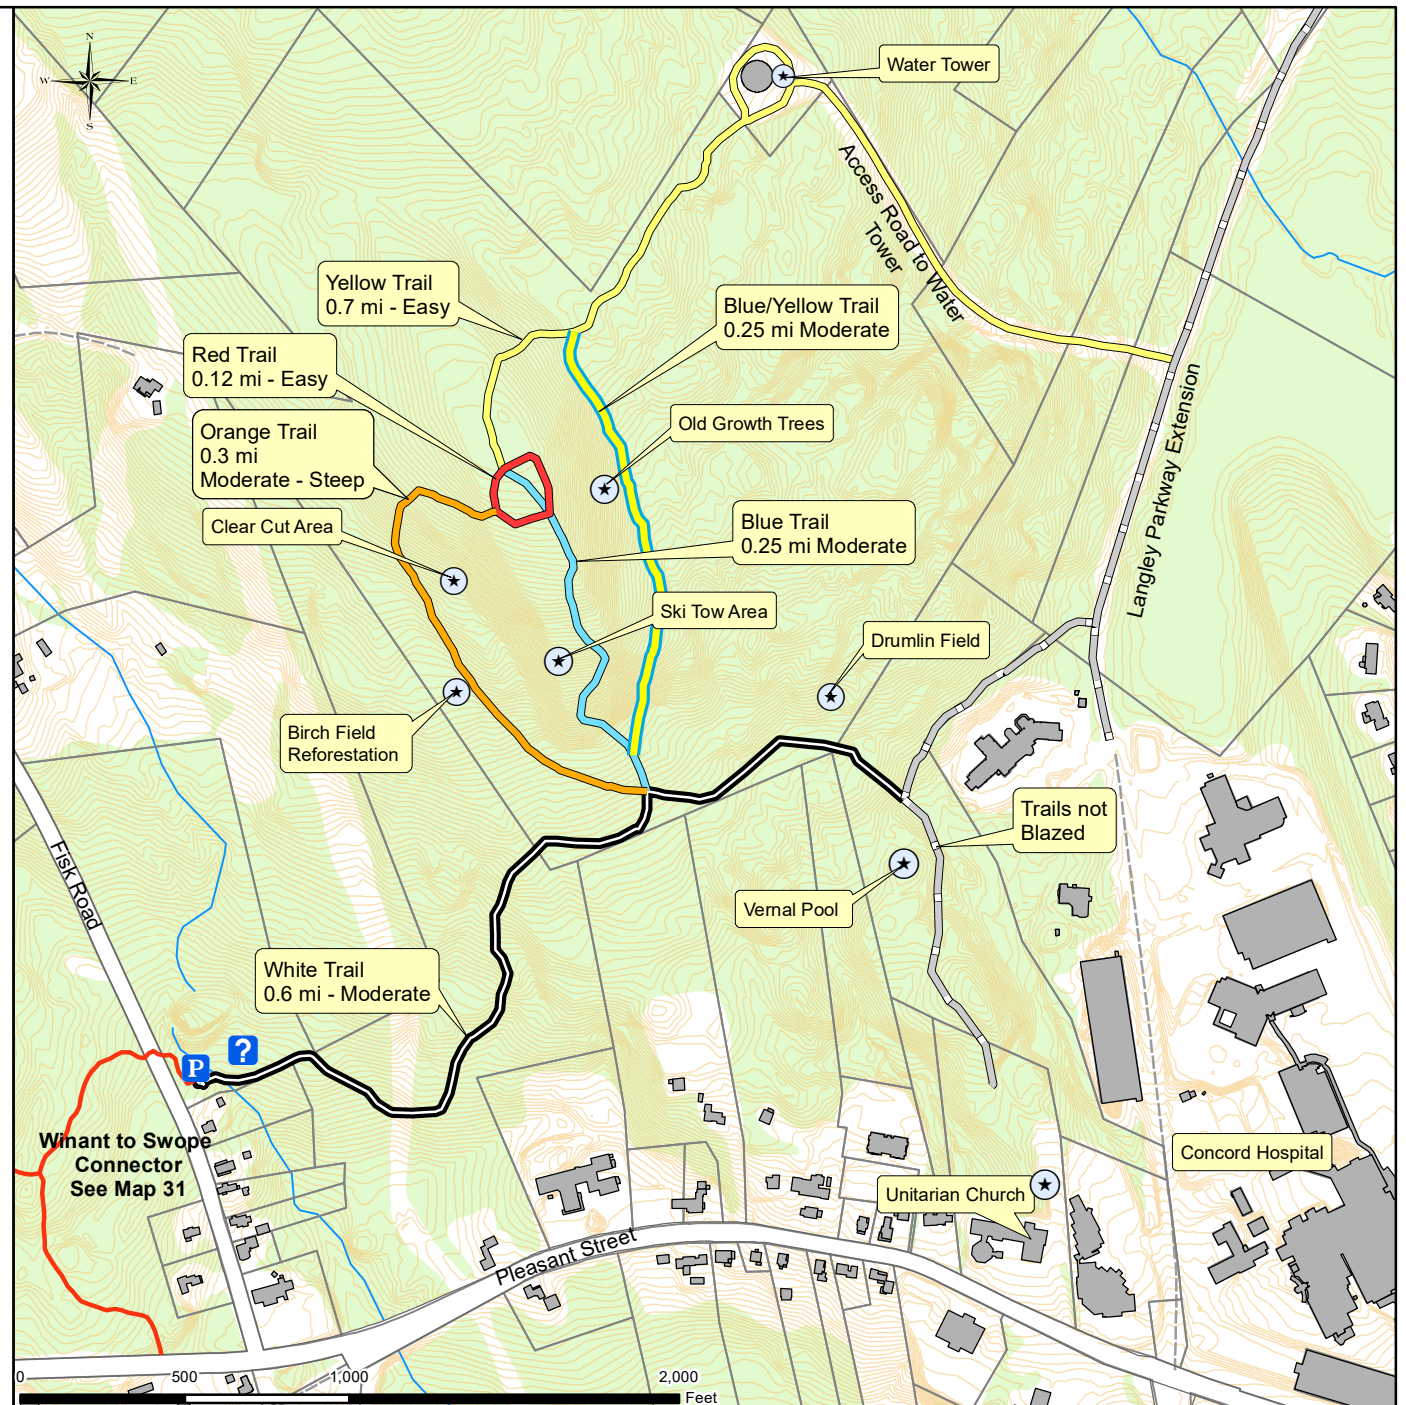 N
W E
S
Water Tower
Access Road to Water
Tower
Yellow Trail
0.7 mi - Easy
Blue/Yellow Trail
0.25 mi Moderate
Red Trail
0.12 mi - Easy
Orange Trail
0.3 mi
Moderate - Steep
Old Growth Trees
Langley Parkway Extension
Clear Cut Area
Blue Trail
0.25 mi Moderate
Ski Tow Area
Drumlin Field
Birch Field
Reforestation
Trails not
Blazed
Fisk Road
Vernal Pool
White Trail
0.6 mi - Moderate
?
P
Winant to Swope
Connector
See Map 31
Concord Hospital
Unitarian Church
Pleasant Street
0 500 1,000 2,000
Feet